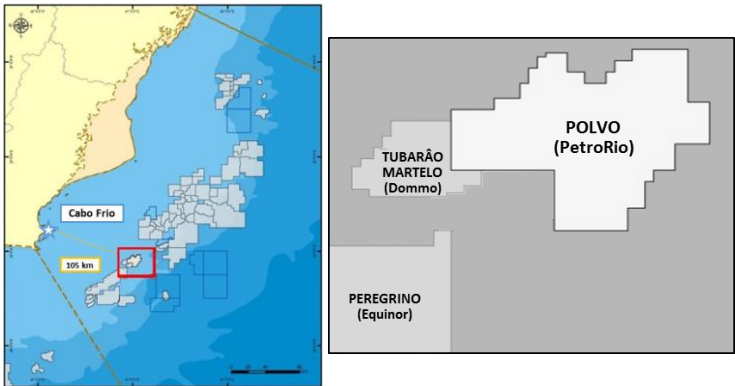 Cabo Frio
105 km
POLVO
(PetroRio)
TUBARÂO
MARTELO
(Dommo)
PEREGRINO
(Equinor)